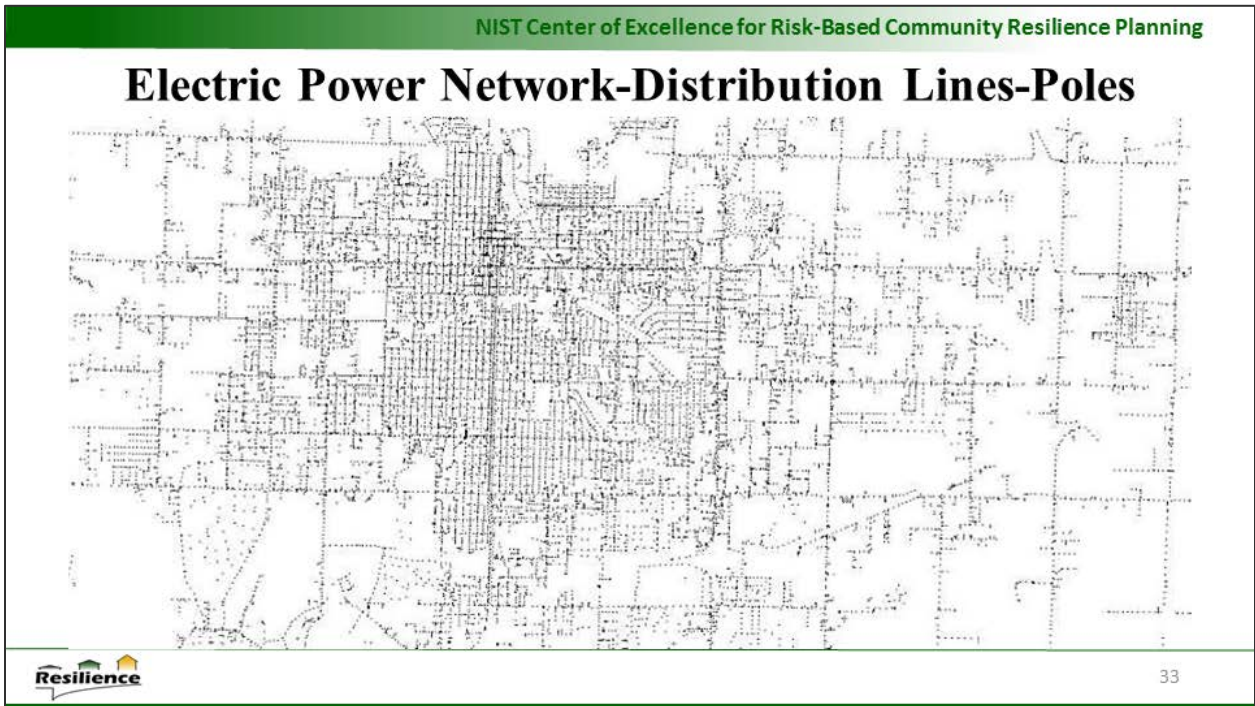 NIST Center of Excellence for Risk-Based Community Resilience Planning
Electric Power Network-Distribution Lines-Poles
Resilience
33